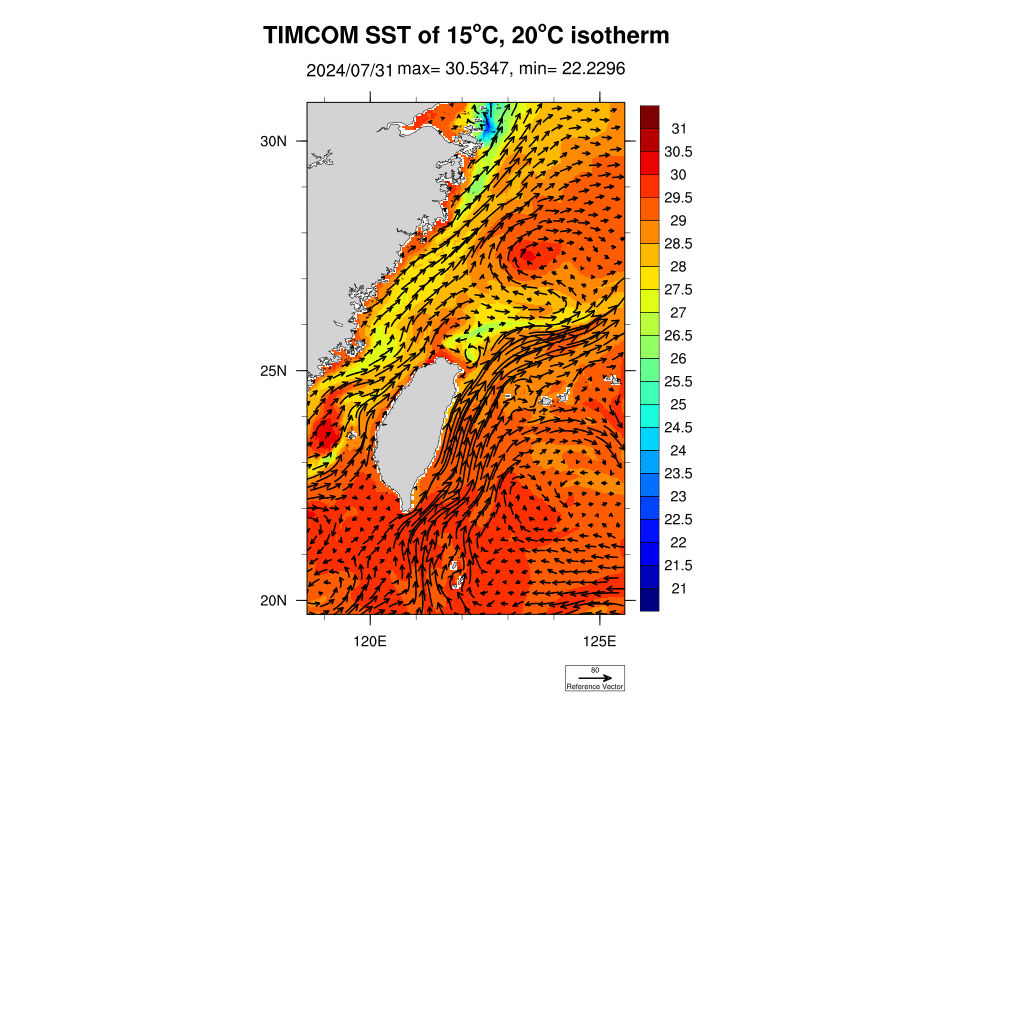 TIMCOM SST of 15°C, 20°C isotherm
2024/07/31 max= 30.5347, min= 22.2296
30N
25N
20N
120E
125E
31
30.5
30
29.5
29
28.5
28
27.5
27
26.5
26
25.5
25
24.5
24
23.5
23
22.5
22
21.5
21
80
Reference Vector